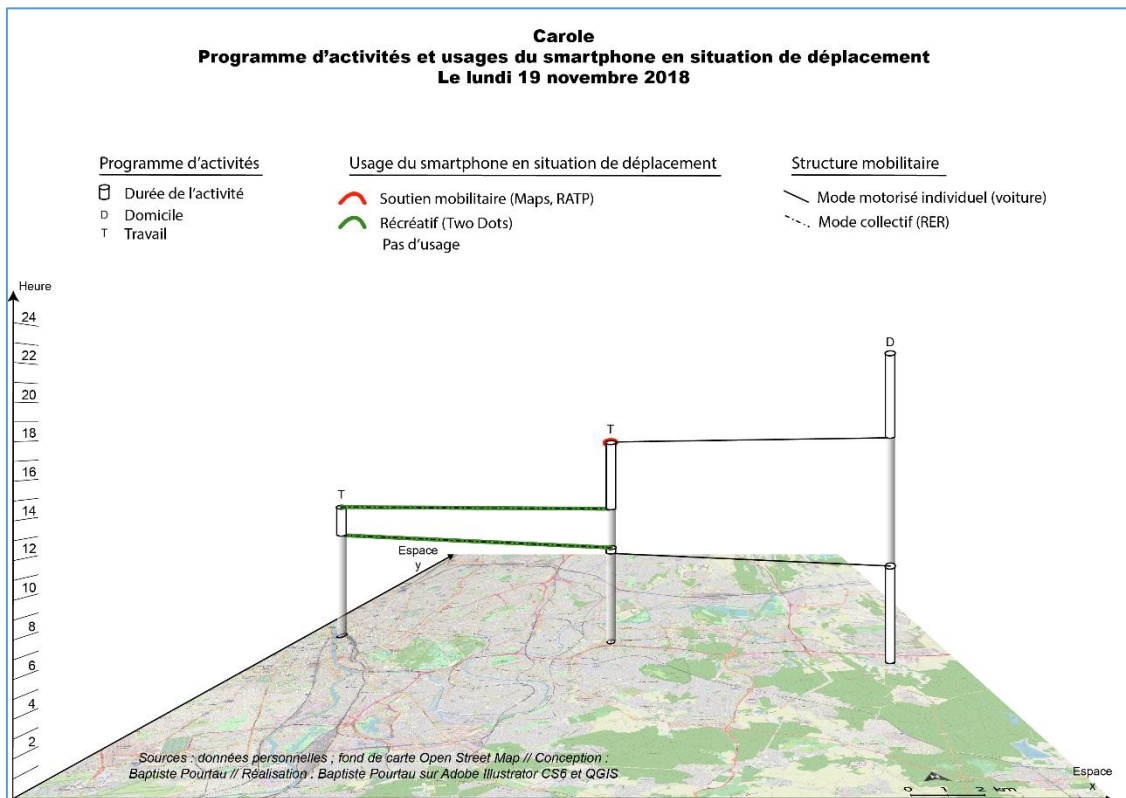 Carole
Programme d'activités et usages du smartphone en situation de déplacement
Le lundi 19 novembre 2018
Programme d'activités
Durée de l'activité
D Domicile
T Travail
Usage du smartphone en situation de déplacement
Soutien mobilitaire (Maps, RATP)
Récréatif (Two Dots)
Pas d'usage
Structure mobilitaire
Mode motorisé individuel (voiture)
Mode collectif (RER)
Heure
24
22
20
18
16
14
12
10
8
6
4
2
D
T
T
Espace
y
Espace
x
0 1 2 km
Sources : données personnelles ; fond de carte Open Street Map // Conception :
Baptiste Pourtau // Réalisation : Baptiste Pourtau sur Adobe Illustrator CS6 et QGIS